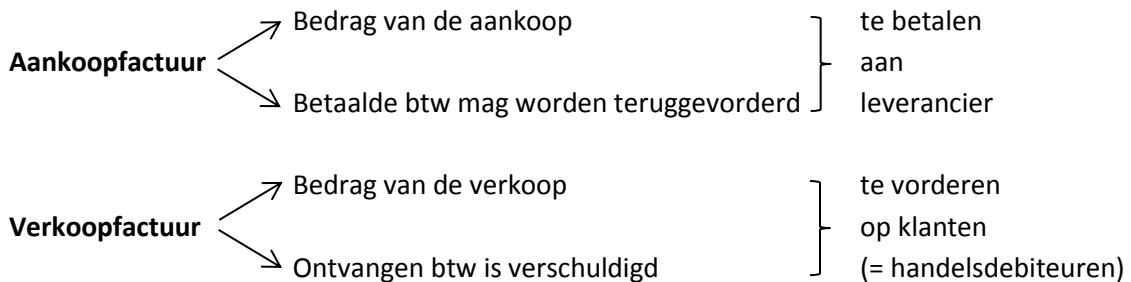 Bedrag van de aankoop te betalen
Aankoopfactuur aan
Betaalde btw mag worden teruggevorderd leverancier
Bedrag van de verkoop te vorderen
Verkoopfactuur op klanten
Ontvangen btw is verschuldigd (= handelsdebiteuren)